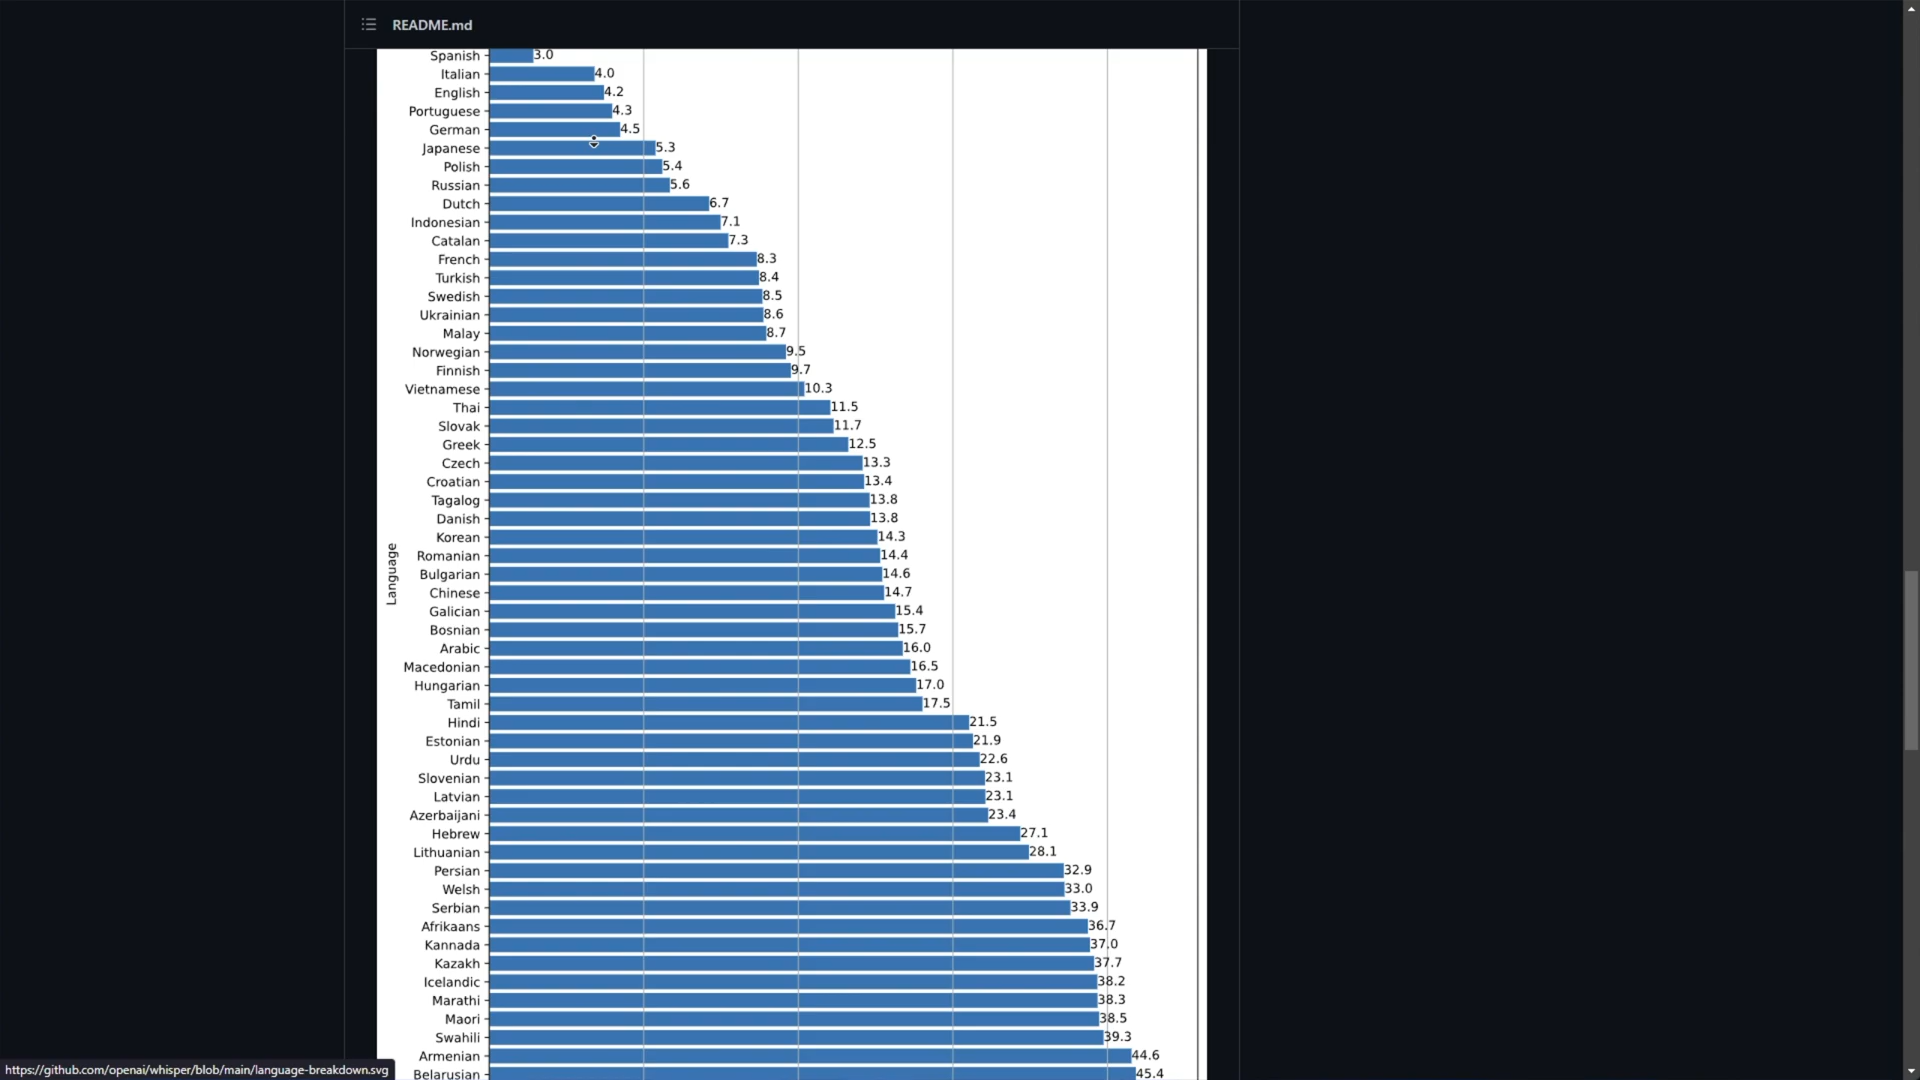 README.md
Spanish 3.0
Italian 4.0
English 4.2
Portuguese 4.3
German 4.5
Japanese 5.3
Polish 5.4
Russian 5.6
Dutch 6.7
Indonesian 7.1
Catalan 7.3
French 8.3
Turkish 8.4
Swedish 8.5
Ukrainian 8.6
Malay 8.7
Norwegian 9.5
Finnish 9.7
Vietnamese 10.3
Thai 11.5
Slovak 11.7
Greek 12.5
Czech 13.3
Croatian 13.4
Tagalog 13.8
Danish 13.8
Korean 14.3
Romanian 14.4
Language
Bulgarian 14.6
Chinese 14.7
Galician 15.4
Bosnian 15.7
Arabic 16.0
Macedonian 16.5
Hungarian 17.0
Tamil 17.5
Hindi 21.5
Estonian 21.9
Urdu 22.6
Slovenian 23.1
Latvian 23.1
Azerbaijani 23.4
Hebrew 27.1
Lithuanian 28.1
Persian 32.9
Welsh 33.0
Serbian 33.9
Afrikaans 36.7
Kannada 37.0
Kazakh 37.7
Icelandic 38.2
Marathi 38.3
Maori 38.5
Swahili 39.3
Armenian 44.6
Belarusian 45.4
https://github.com/openai/whisper/blob/main/language-breakdown.svg